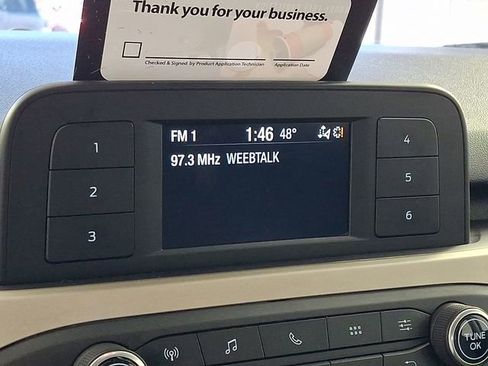 Thank you for your business.
Checked & Signed by Product Application Technician
Application Date
FM 1 1:46 48°
97.3 MHz WEEBTALK
1
2
3
4
5
6
TUNE
OK